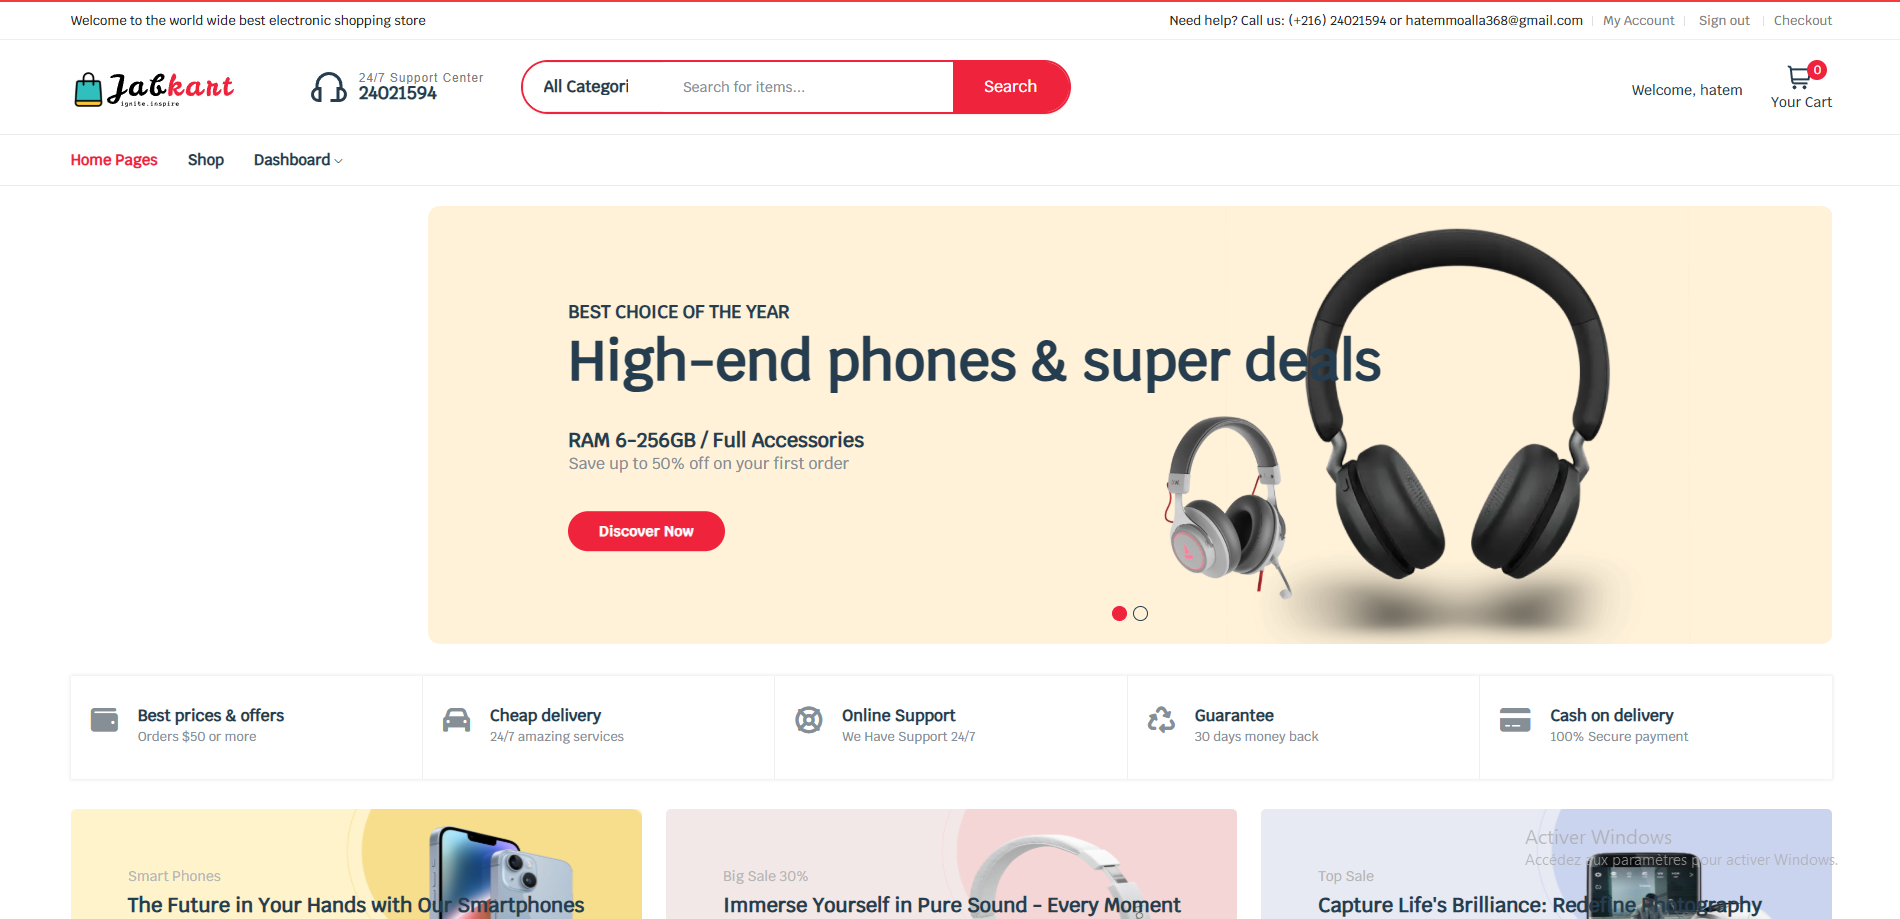 Welcome to the world wide best electronic shopping store
Need help? Call us: (+216) 24021594 or hatemmoalla368@gmail.com
My Account
Sign out
Checkout
Jabkart
ignite.inspire
24/7 Support Center
24021594
All Categori
Search for items...
Search
Welcome, hatem
0
Your Cart
Home Pages
Shop
Dashboard
BEST CHOICE OF THE YEAR
High-end phones & super deals
RAM 6-256GB / Full Accessories
Save up to 50% off on your first order
Discover Now
Best prices & offers
Orders $50 or more
Cheap delivery
24/7 amazing services
Online Support
We Have Support 24/7
Guarantee
30 days money back
Cash on delivery
100% Secure payment
Smart Phones
The Future in Your Hands with Our Smartphones
Big Sale 30%
Immerse Yourself in Pure Sound - Every Moment
Top Sale
Capture Life's Brilliance: Redefine Photography
Activer Windows
Accédez aux paramètres pour activer Windows.